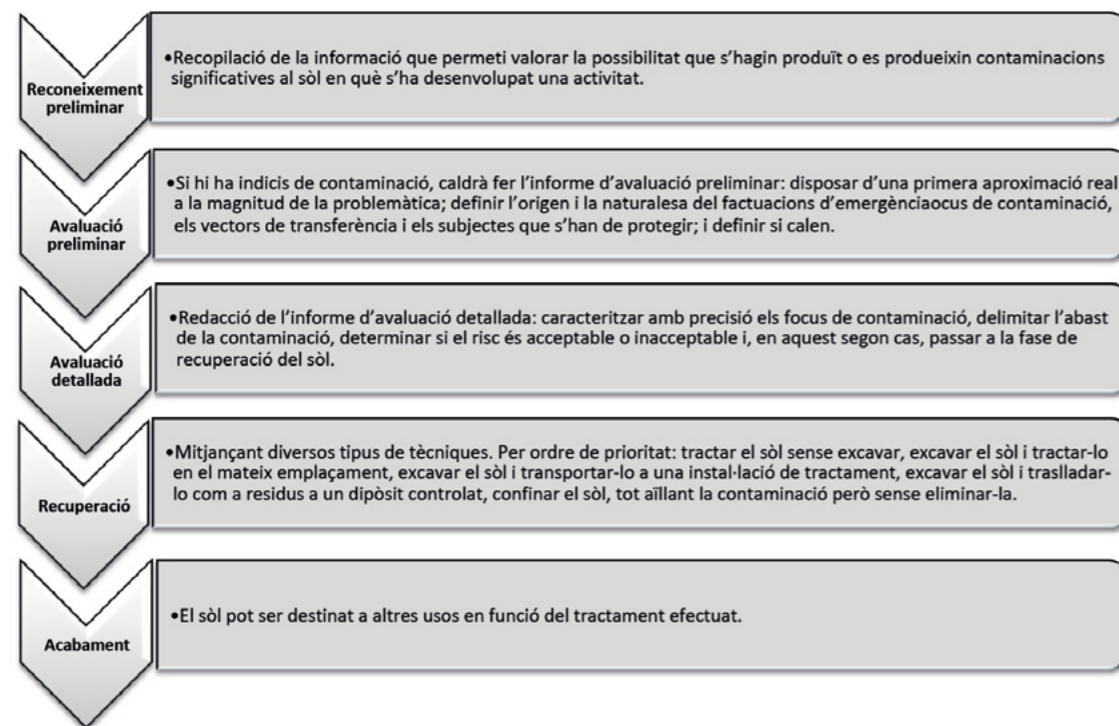 Reconeixement
preliminar
•Recopilació de la informació que permeti valorar la possibilitat que s'hagin produït o es produeixin contaminacions
significatives al sòl en què s'ha desenvolupat una activitat.
Avaluació
preliminar
•Si hi ha indicis de contaminació, caldrà fer l'informe d'avaluació preliminar: disposar d'una primera aproximació real
a la magnitud de la problemàtica; definir l'origen i la naturalesa del factuacions d'emergènciaocus de contaminació,
els vectors de transferència i els subjectes que s'han de protegir; i definir si calen.
Avaluació
detallada
•Redacció de l'informe d'avaluació detallada: caracteritzar amb precisió els focus de contaminació, delimitar l'abast
de la contaminació, determinar si el risc és acceptable o inacceptable i, en aquest segon cas, passar a la fase de
recuperació del sòl.
Recuperació
•Mitjançant diversos tipus de tècniques. Per ordre de prioritat: tractar el sòl sense excavar, excavar el sòl i tractar-lo
en el mateix emplaçament, excavar el sòl i transportar-lo a una instal·lació de tractament, excavar el sòl i traslladar-
lo com a residus a un dipòsit controlat, confinar el sòl, tot aïllant la contaminació però sense eliminar-la.
Acabament
•El sòl pot ser destinat a altres usos en funció del tractament efectuat.